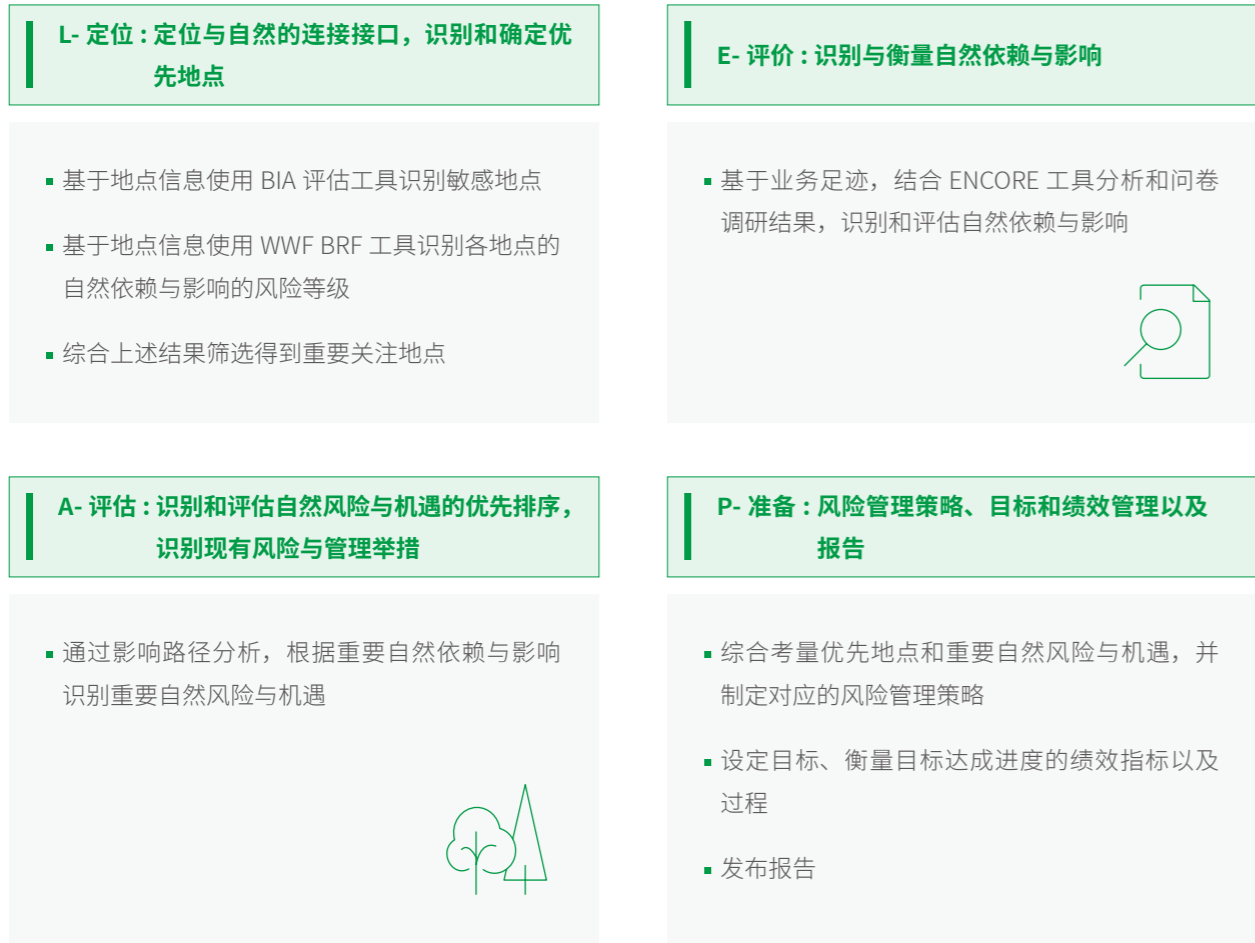 L- 定位 : 定位与自然的连接接口，识别和确定优
先地点
基于地点信息使用 BIA 评估工具识别敏感地点
基于地点信息使用 WWF BRF 工具识别各地点的
自然依赖与影响的风险等级
综合上述结果筛选得到重要关注地点
E- 评价 : 识别与衡量自然依赖与影响
基于业务足迹，结合 ENCORE 工具分析和问卷
调研结果，识别和评估自然依赖与影响
A- 评估 : 识别和评估自然风险与机遇的优先排序，
识别现有风险与管理举措
通过影响路径分析，根据重要自然依赖与影响
识别重要自然风险与机遇
P- 准备 : 风险管理策略、目标和绩效管理以及
报告
综合考量优先地点和重要自然风险与机遇，并
制定对应的风险管理策略
设定目标、衡量目标达成进度的绩效指标以及
过程
发布报告